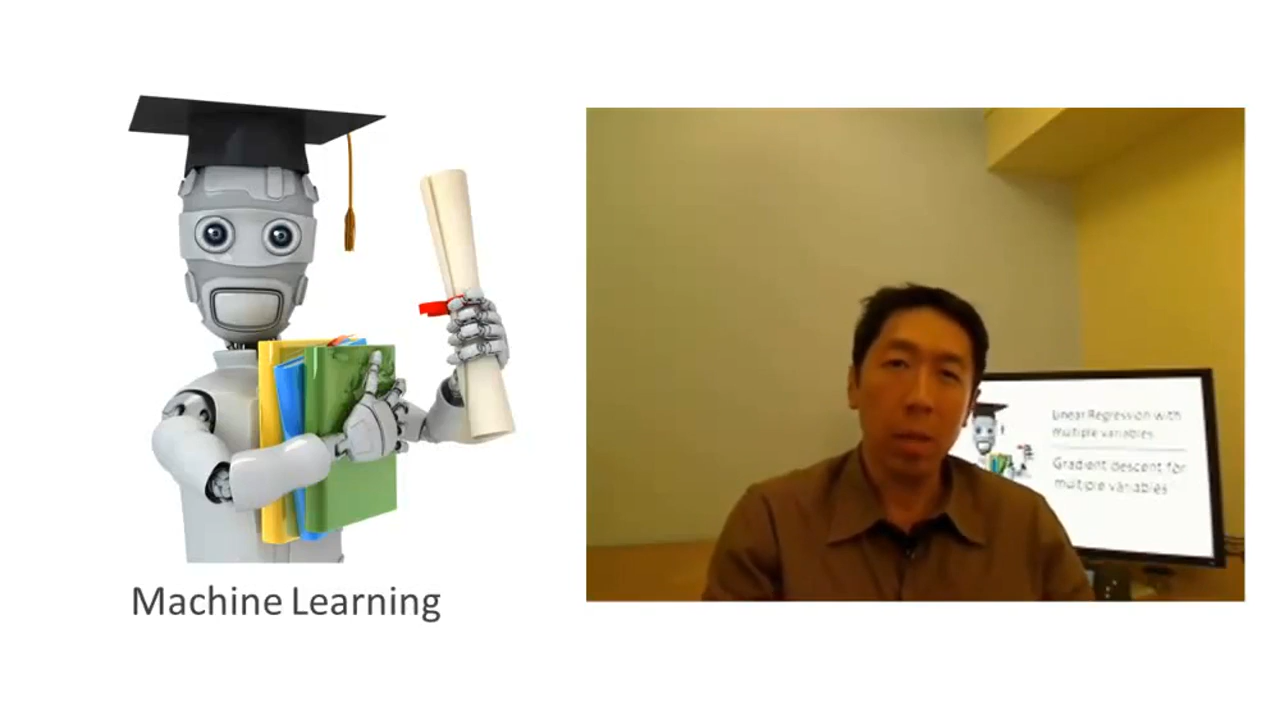 Machine Learning
Linear Regression with
multiple variables
Gradient descent for
multiple variables